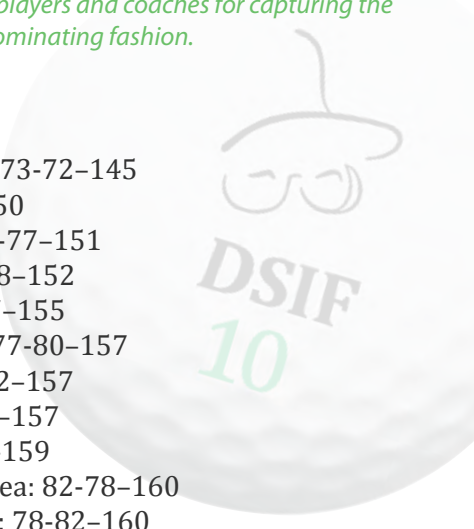 players and coaches for capturing the
ominating fashion.
73-72–145
50
-77–151
8–152
–155
77-80–157
2–157
–157
159
ea: 82-78–160
: 78-82–160
DSIF
10